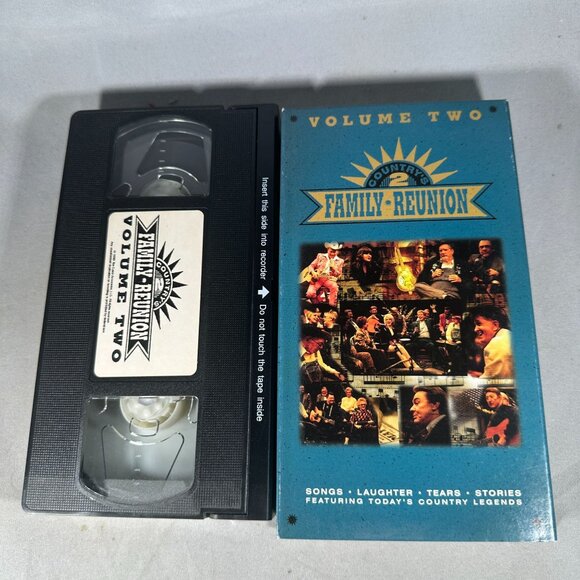 COUNTRY'S
2
FAMILY-REUNION
VOLUME TWO
Insert this side into recorder Do not touch the tape inside
VOLUME TWO
COUNTRY'S
2
FAMILY-REUNION
SONGS • LAUGHTER • TEARS • STORIES
FEATURING TODAY'S COUNTRY LEGENDS